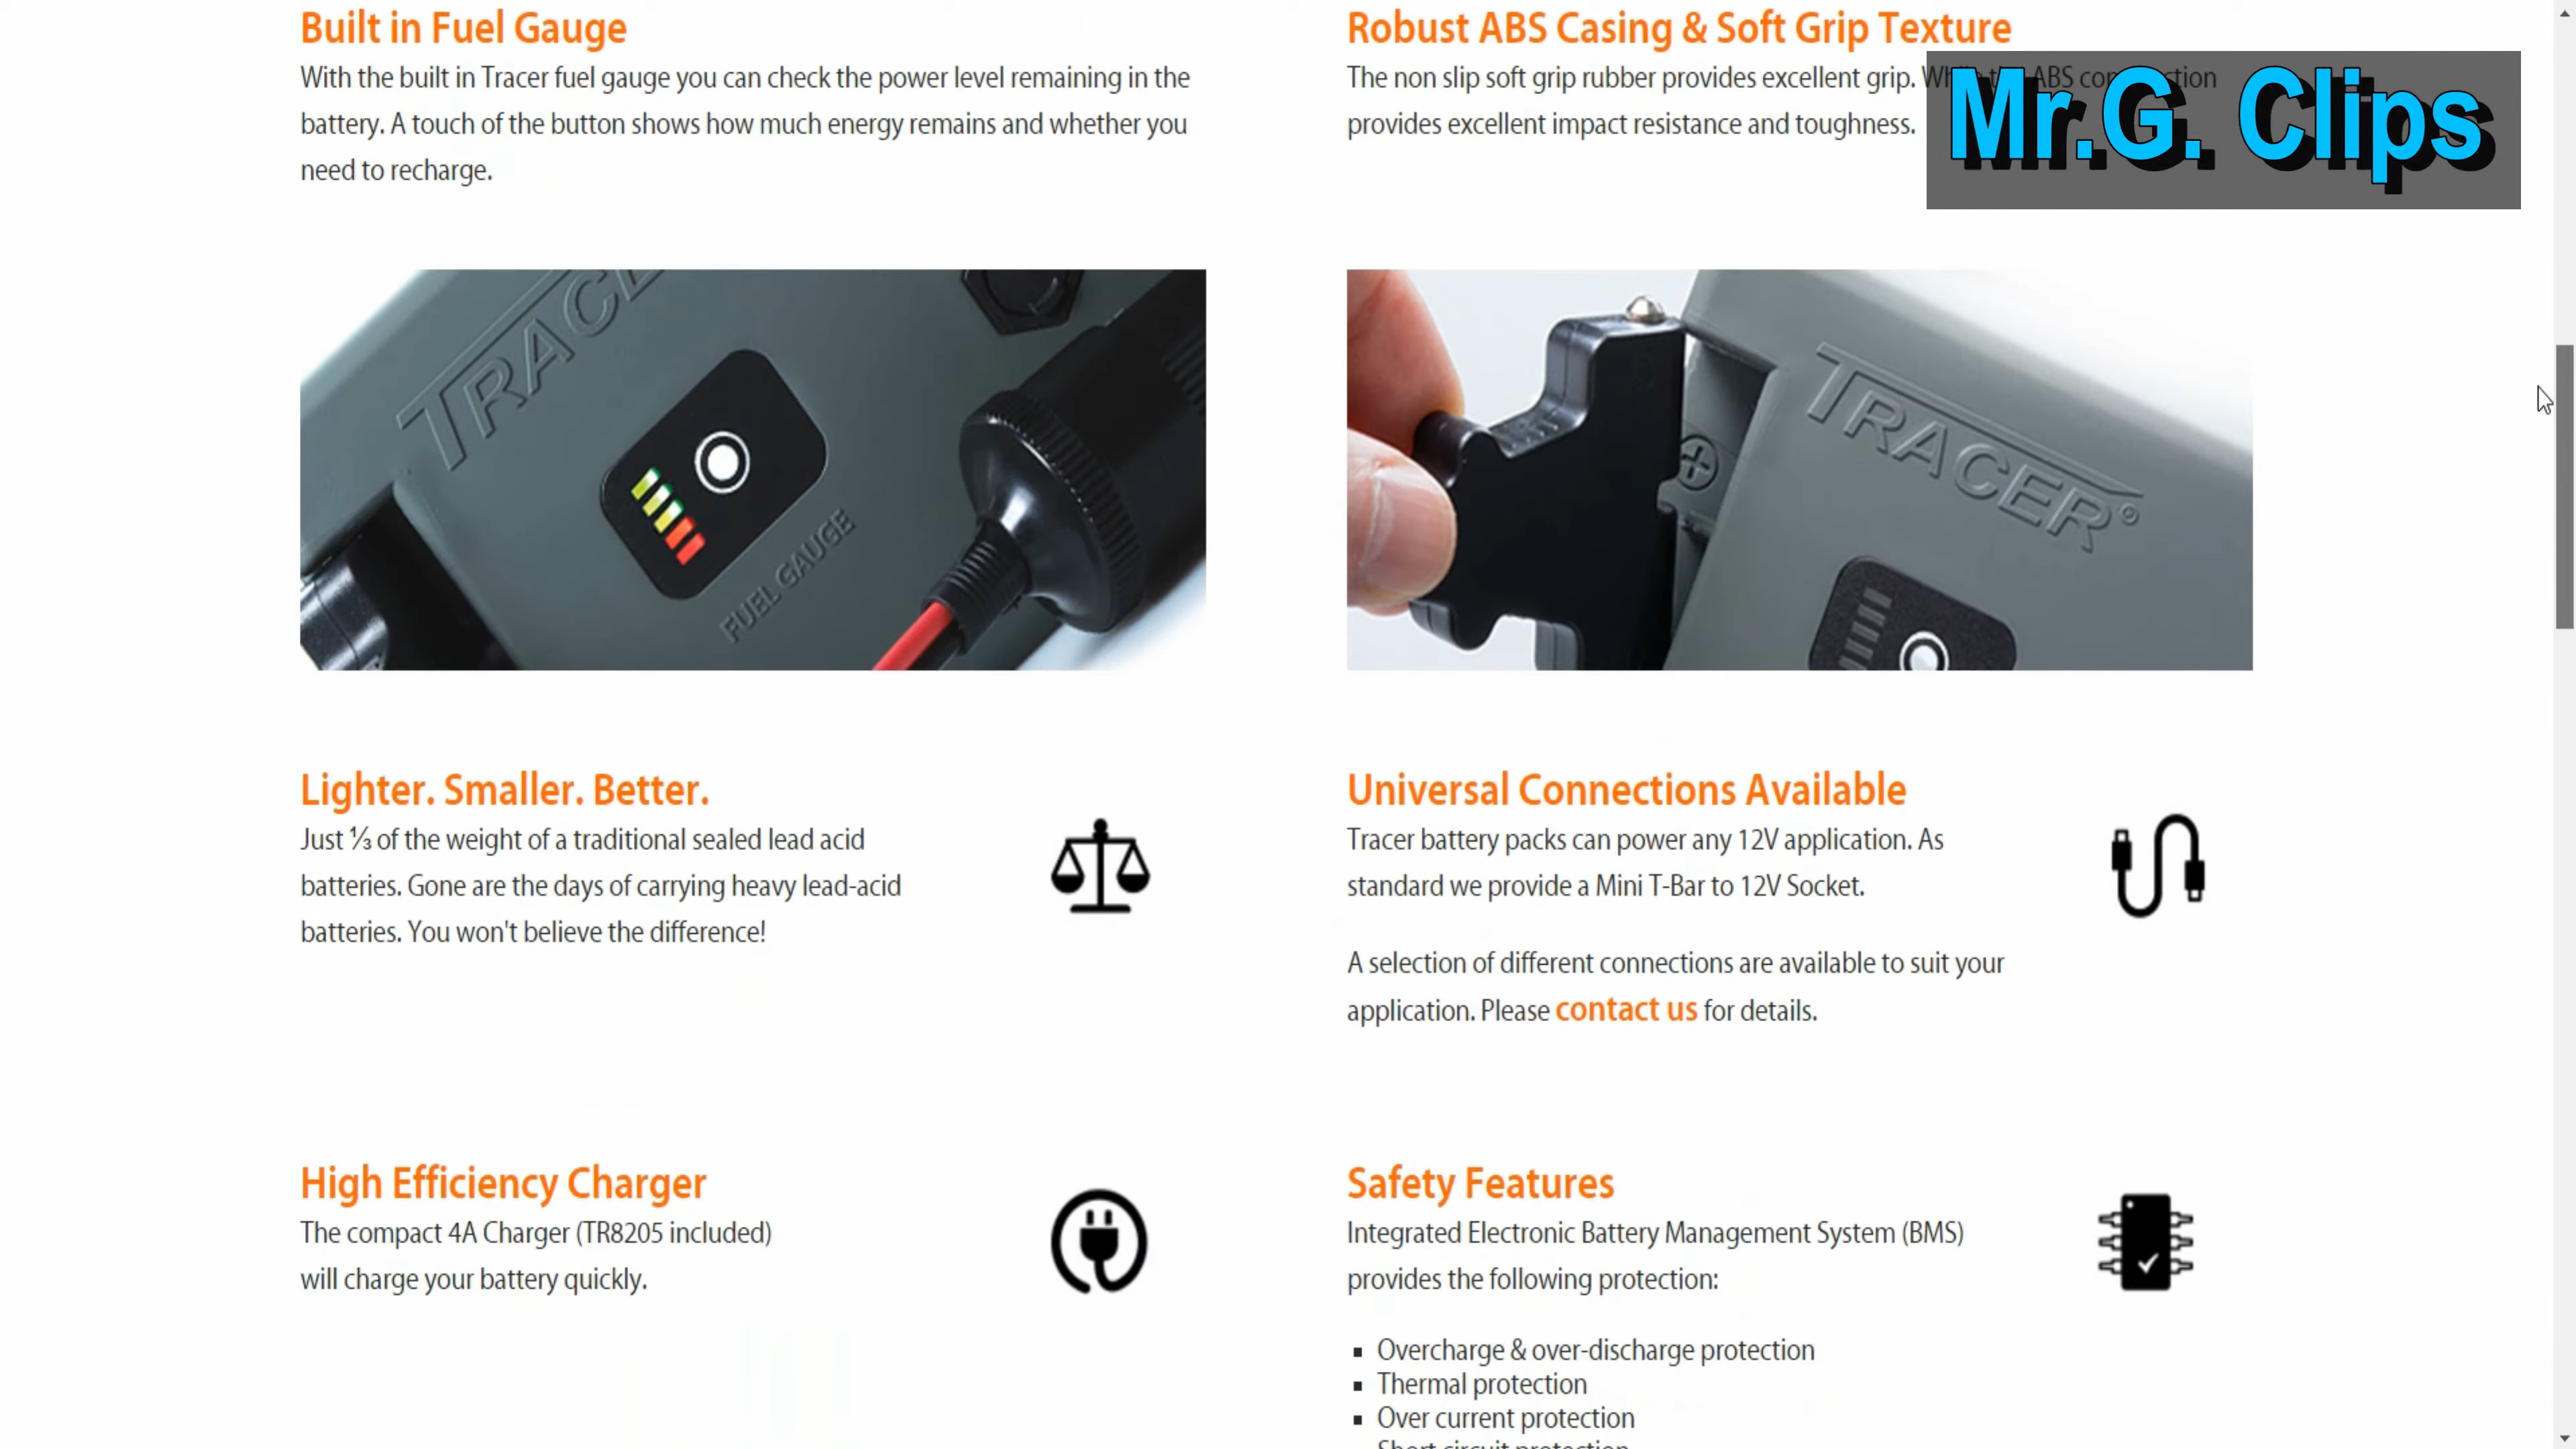 Built in Fuel Gauge
With the built in Tracer fuel gauge you can check the power level remaining in the
battery. A touch of the button shows how much energy remains and whether you
need to recharge.
Robust ABS Casing & Soft Grip Texture
The non slip soft grip rubber provides excellent grip. While the ABS construction
provides excellent impact resistance and toughness.
Mr.G. Clips
TRACER
FUEL GAUGE
TRACER®
Lighter. Smaller. Better.
Just ⅓ of the weight of a traditional sealed lead acid
batteries. Gone are the days of carrying heavy lead-acid
batteries. You won't believe the difference!
Universal Connections Available
Tracer battery packs can power any 12V application. As
standard we provide a Mini T-Bar to 12V Socket.
A selection of different connections are available to suit your
application. Please contact us for details.
High Efficiency Charger
The compact 4A Charger (TR8205 included)
will charge your battery quickly.
Safety Features
Integrated Electronic Battery Management System (BMS)
provides the following protection:
▪ Overcharge & over-discharge protection
▪ Thermal protection
▪ Over current protection
Short circuit protection